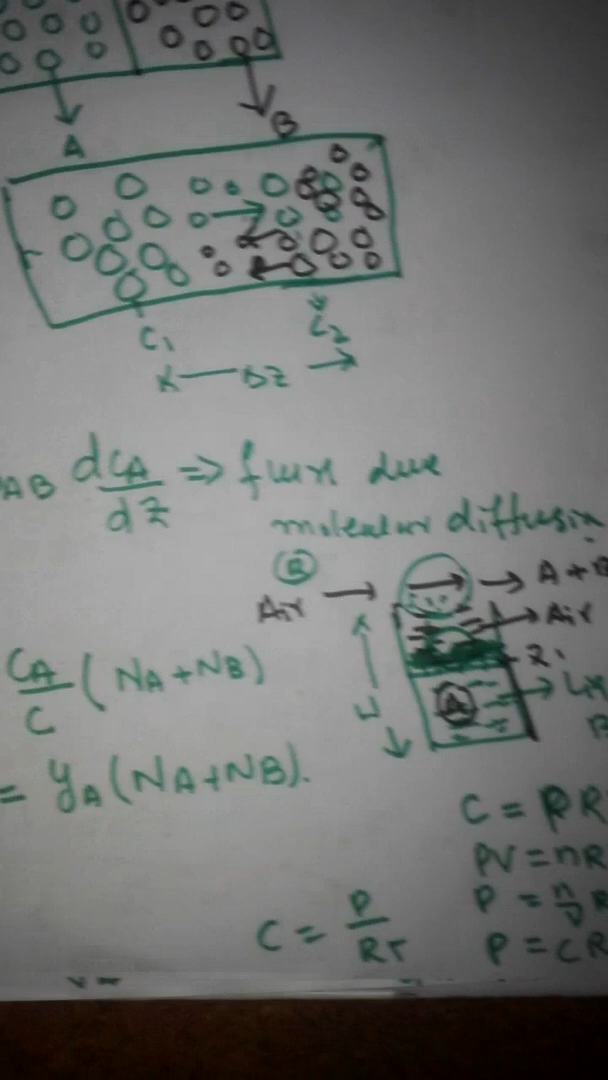 A
B
C₁
C₂
Z
AB dCA/dz => flux due
molecular diffusion
(B)
Air → → A+B
→ Air
CA/C (NA+NB)
Z₁
A
= yA (NA+NB).
C = PR
PV = nR
P = n/V R
C = P/RT
P = CR